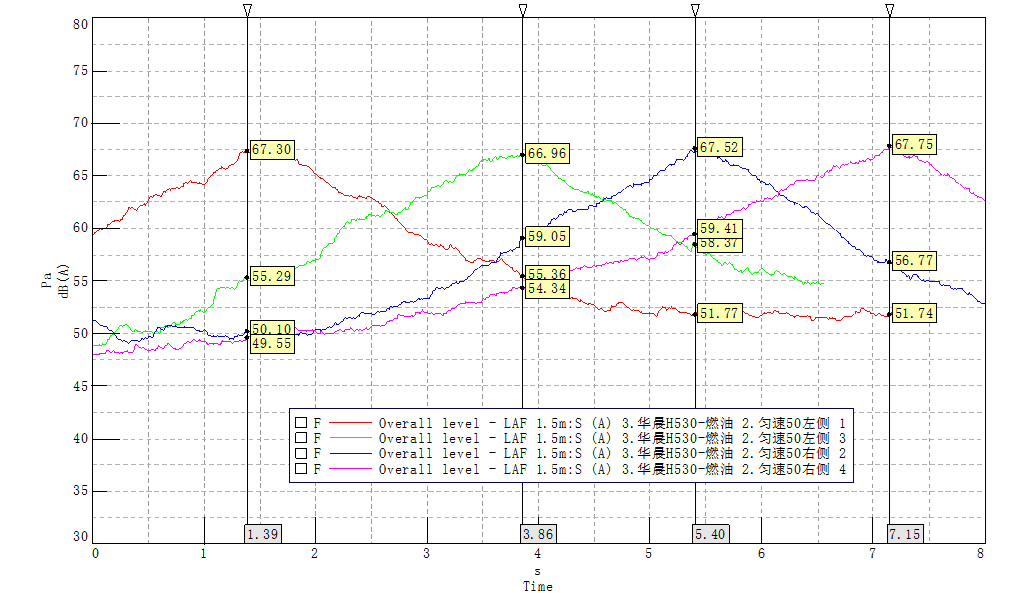 80
75
70
65
60
55
50
45
40
35
30
Pa
dB(A)
67.30
66.96
67.52
67.75
59.05
59.41
58.37
55.29
55.36
54.34
56.77
50.10
49.55
51.77
51.74
F Overall level - LAF 1.5m:S (A) 3.华晨H530-燃油 2.匀速50左侧 1
F Overall level - LAF 1.5m:S (A) 3.华晨H530-燃油 2.匀速50左侧 3
F Overall level - LAF 1.5m:S (A) 3.华晨H530-燃油 2.匀速50右侧 2
F Overall level - LAF 1.5m:S (A) 3.华晨H530-燃油 2.匀速50右侧 4
1.39 3.86 5.40 7.15
0 1 2 3 4 5 6 7 8
s
Time